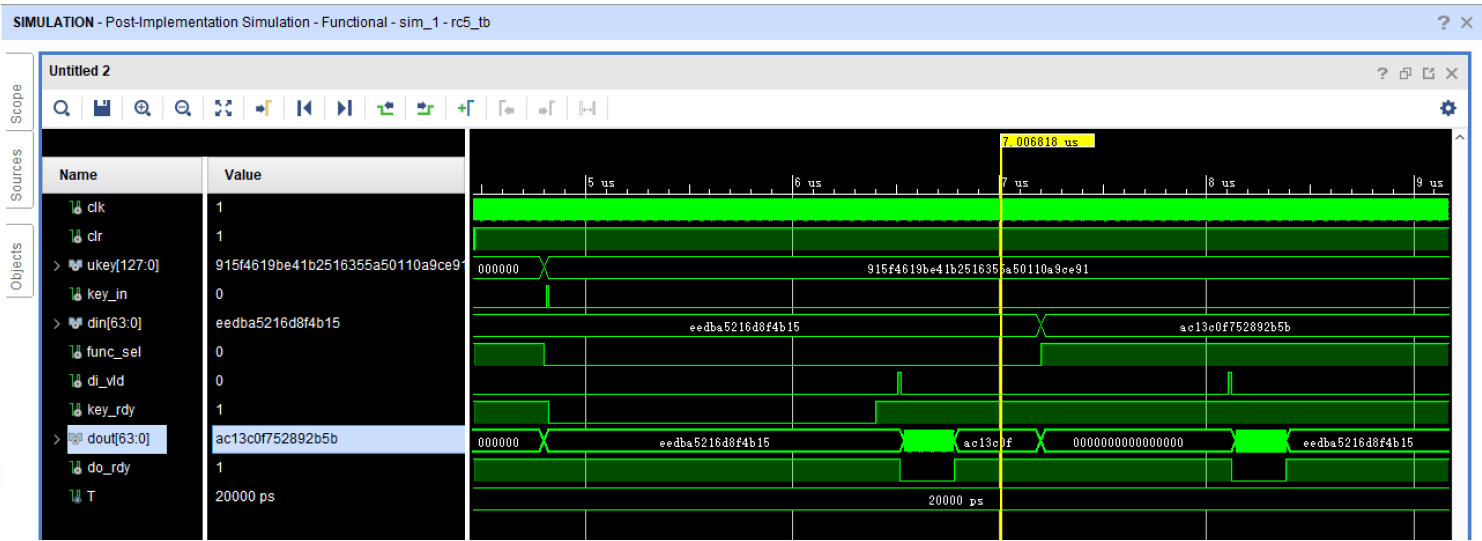 SIMULATION - Post-Implementation Simulation - Functional - sim_1 - rc5_tb
? ×
Scope
Sources
Objects
Untitled 2
?
Name Value
7.006818 us
5 us 6 us 7 us 8 us 9 us
clk 1
clr 1
ukey[127:0] 915f4619be41b2516355a50110a9ce91 000000 915f4619be41b2516355a50110a9ce91
key_in 0
din[63:0] eedba5216d8f4b15 eedba5216d8f4b15 ac13c0f752892b5b
func_sel 0
di_vld 0
key_rdy 1
dout[63:0] ac13c0f752892b5b 000000 eedba5216d8f4b15 ac13c0f 0000000000000000 eedba5216d8f4b15
do_rdy 1
T 20000 ps 20000 ps